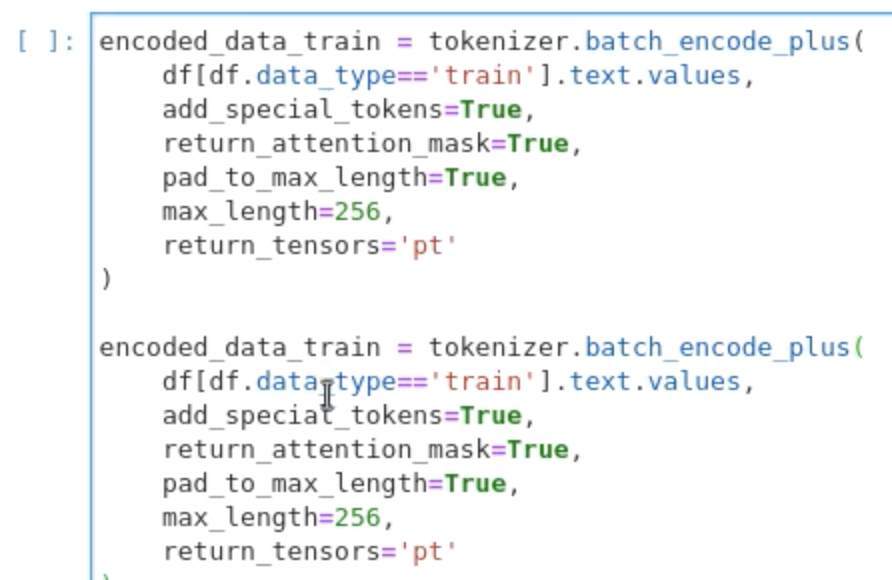 [ ]: encoded_data_train = tokenizer.batch_encode_plus(
    df[df.data_type=='train'].text.values,
    add_special_tokens=True,
    return_attention_mask=True,
    pad_to_max_length=True,
    max_length=256,
    return_tensors='pt'
)

encoded_data_train = tokenizer.batch_encode_plus(
    df[df.data_type=='train'].text.values,
    add_special_tokens=True,
    return_attention_mask=True,
    pad_to_max_length=True,
    max_length=256,
    return_tensors='pt'
)